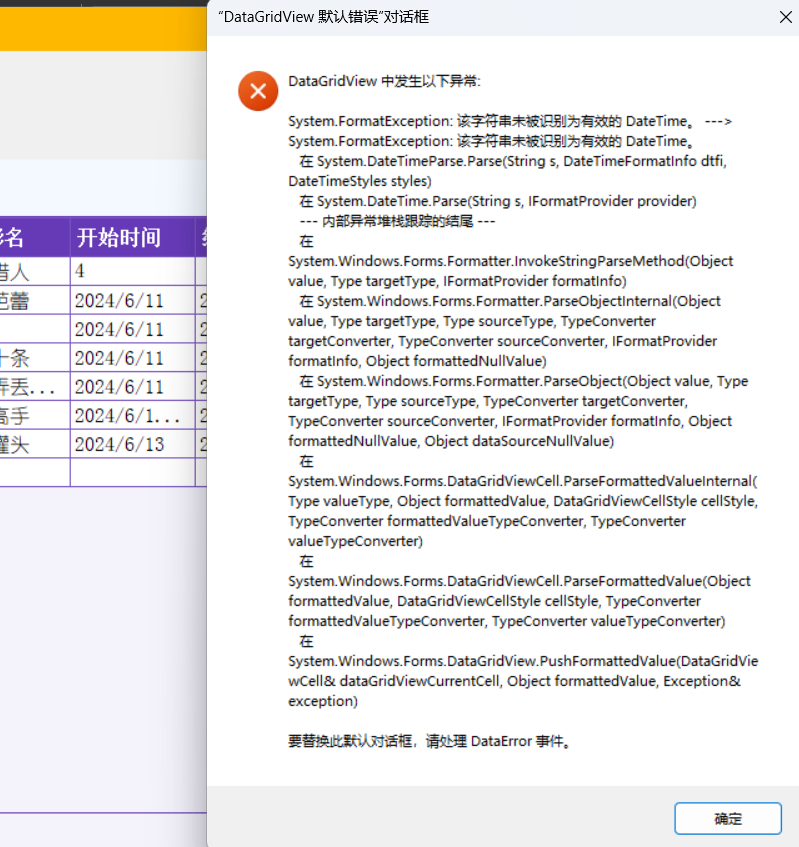 "DataGridView 默认错误"对话框
DataGridView 中发生以下异常:
System.FormatException: 该字符串未被识别为有效的 DateTime。 --->
System.FormatException: 该字符串未被识别为有效的 DateTime。
在 System.DateTimeParse.Parse(String s, DateTimeFormatInfo dtfi,
DateTimeStyles styles)
在 System.DateTime.Parse(String s, IFormatProvider provider)
--- 内部异常堆栈跟踪的结尾 ---
在
System.Windows.Forms.Formatter.InvokeStringParseMethod(Object
value, Type targetType, IFormatProvider formatInfo)
在 System.Windows.Forms.Formatter.ParseObjectInternal(Object
value, Type targetType, Type sourceType, TypeConverter
targetConverter, TypeConverter sourceConverter, IFormatProvider
formatInfo, Object formattedNullValue)
在 System.Windows.Forms.Formatter.ParseObject(Object value, Type
targetType, Type sourceType, TypeConverter targetConverter,
TypeConverter sourceConverter, IFormatProvider formatInfo, Object
formattedNullValue, Object dataSourceNullValue)
在
System.Windows.Forms.DataGridViewCell.ParseFormattedValueInternal(
Type valueType, Object formattedValue, DataGridViewCellStyle cellStyle,
TypeConverter formattedValueTypeConverter, TypeConverter
valueTypeConverter)
在
System.Windows.Forms.DataGridViewCell.ParseFormattedValue(Object
formattedValue, DataGridViewCellStyle cellStyle, TypeConverter
formattedValueTypeConverter, TypeConverter valueTypeConverter)
在
System.Windows.Forms.DataGridView.PushFormattedValue(DataGridVie
wCell& dataGridViewCurrentCell, Object formattedValue, Exception&
exception)
要替换此默认对话框，请处理 DataError 事件。
确定
名 开始时间
人 4
蕾 2024/6/11 2
2024/6/11 2
条 2024/6/11 2
丢... 2024/6/11 2
高手 2024/6/1... 2
罐头 2024/6/13 2